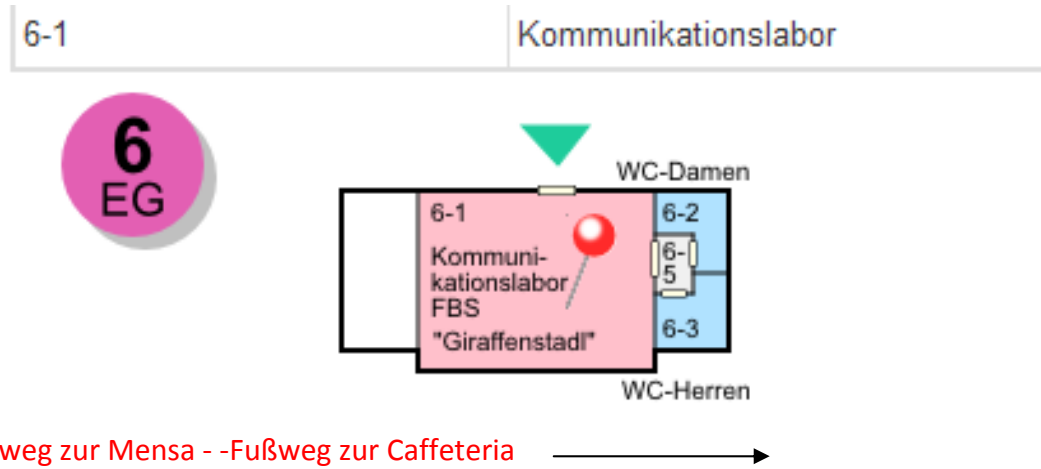 6-1 Kommunikationslabor
6
EG
WC-Damen
6-1
6-2
Kommuni-
kationslabor
FBS
"Giraffenstadl"
6-
5
6-3
WC-Herren
weg zur Mensa - -Fußweg zur Caffeteria